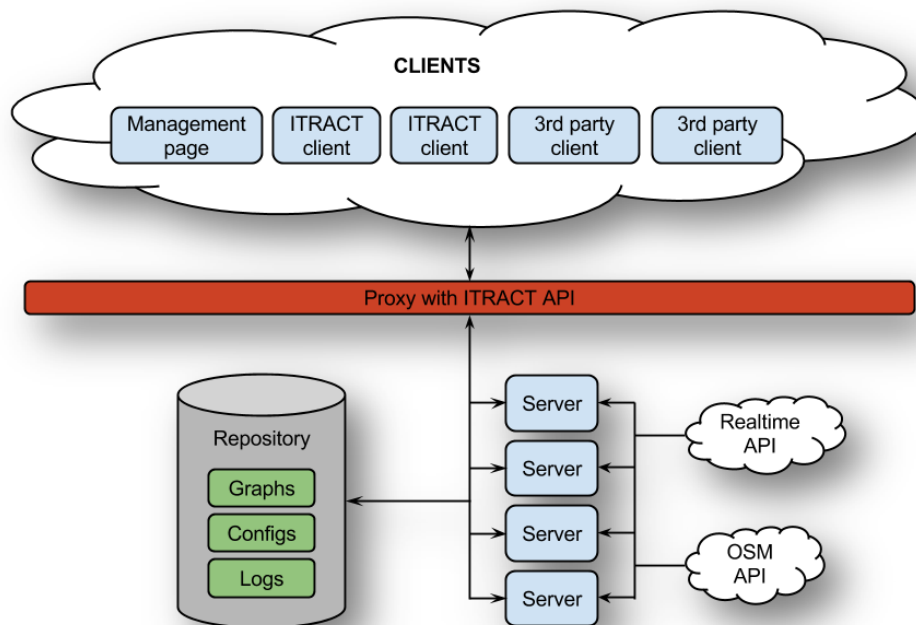 CLIENTS
Management
page
ITRACT
client
ITRACT
client
3rd party
client
3rd party
client
Proxy with ITRACT API
Repository
Graphs
Configs
Logs
Server
Server
Server
Server
Realtime
API
OSM
API